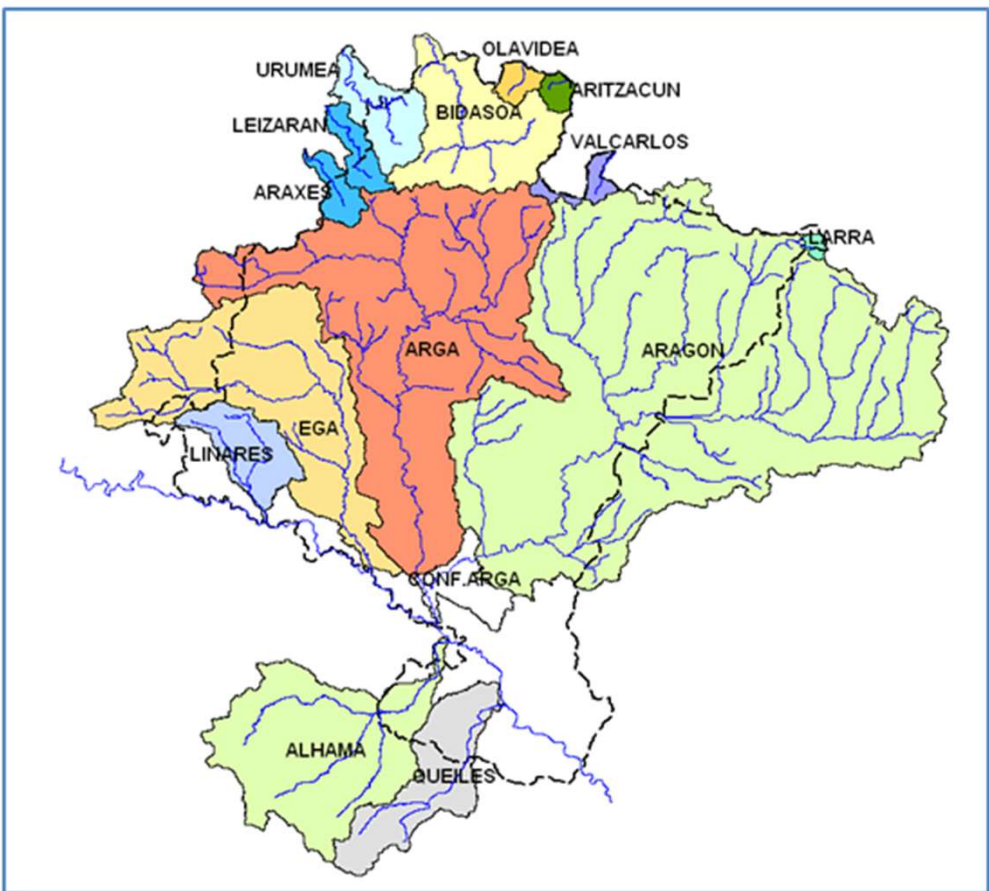 OLAVIDEA
URUMEA
ARITZACUN
BIDASOA
LEIZARAN
VALCARLOS
ARAXES
LARRA
ARGA
ARAGON
EGA
LINARES
CONF.ARGA
ALHAMA
QUEILES